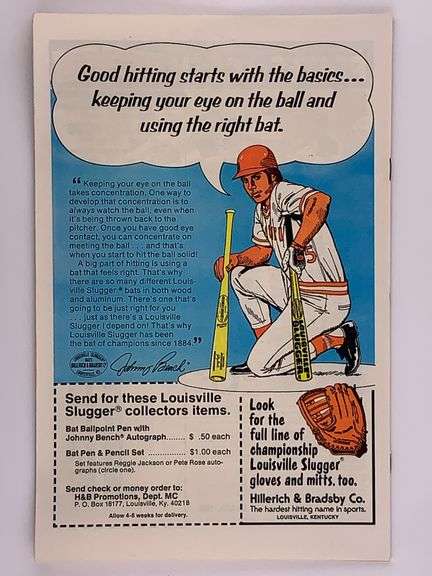 Good hitting starts with the basics...
keeping your eye on the ball and
using the right bat.
“Keeping your eye on the ball
takes concentration. One way to
develop that concentration is to
always watch the ball, even when
it's being thrown back to the
pitcher. Once you have good eye
contact, you can concentrate on
meeting the ball . . . and that's
when you start to hit the ball solid!
A big part of hitting is using a
bat that feels right. That's why
there are so many different Louis-
ville Slugger® bats in both wood
and aluminum. There's one that's
going to be just right for you
. . . just as there's a Louisville
Slugger I depend on! That's why
Louisville Slugger has been
the bat of champions since 1884.”
Johnny Bench
Send for these Louisville
Slugger® collectors items.
Bat Ballpoint Pen with
Johnny Bench® Autograph....... $ .50 each
Bat Pen & Pencil Set .............. $1.00 each
Set features Reggie Jackson or Pete Rose auto-
graphs (circle one).
Send check or money order to:
H&B Promotions, Dept. MC
P. O. Box 18177, Louisville, Ky. 40218
Allow 4-6 weeks for delivery.
Look
for the
full line of
championship
Louisville Slugger®
gloves and mitts, too.
Hillerich & Bradsby Co.
The hardest hitting name in sports.
LOUISVILLE, KENTUCKY